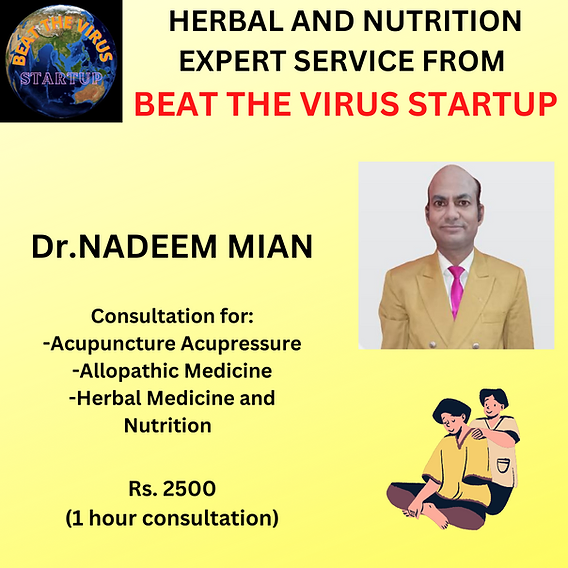 BEAT THE VIRUS
STARTUP
HERBAL AND NUTRITION
EXPERT SERVICE FROM
BEAT THE VIRUS STARTUP
Dr.NADEEM MIAN
Consultation for:
-Acupuncture Acupressure
-Allopathic Medicine
-Herbal Medicine and
Nutrition
Rs. 2500
(1 hour consultation)